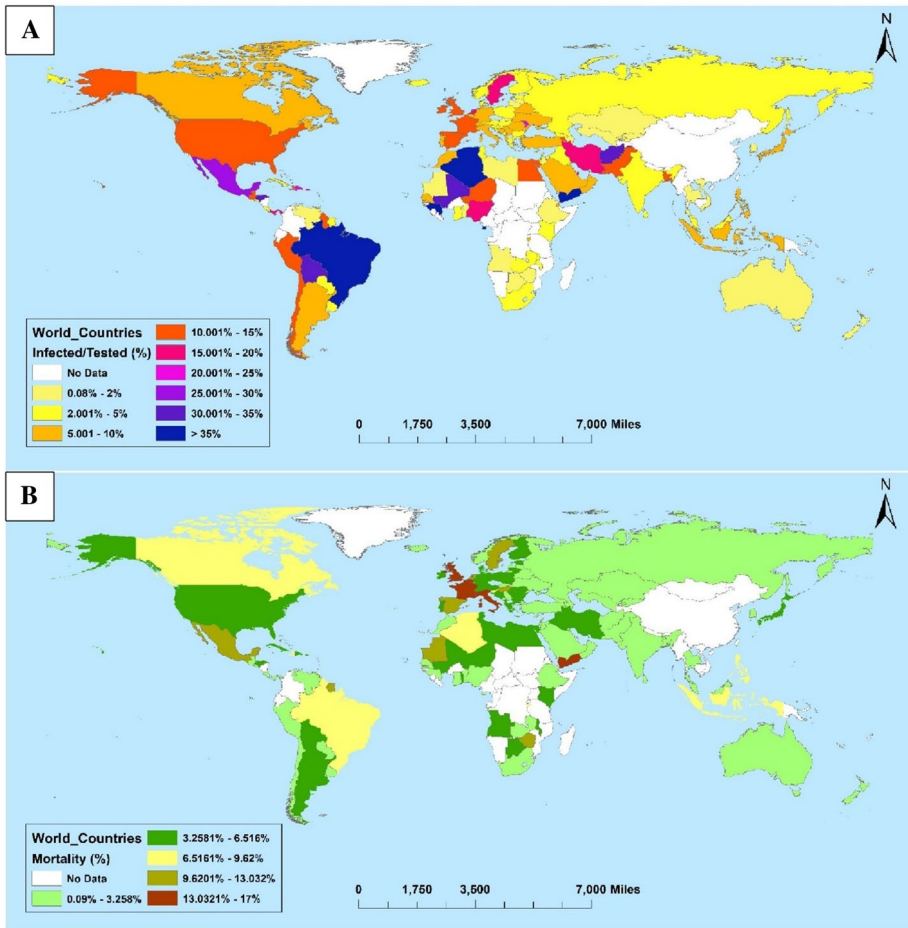 A
N
World_Countries
Infected/Tested (%)
No Data
0.08% - 2%
2.001% - 5%
5.001 - 10%
10.001% - 15%
15.001% - 20%
20.001% - 25%
25.001% - 30%
30.001% - 35%
> 35%
0 1,750 3,500 7,000 Miles
B
N
World_Countries
Mortality (%)
No Data
0.09% - 3.258%
3.2581% - 6.516%
6.5161% - 9.62%
9.6201% - 13.032%
13.0321% - 17%
0 1,750 3,500 7,000 Miles